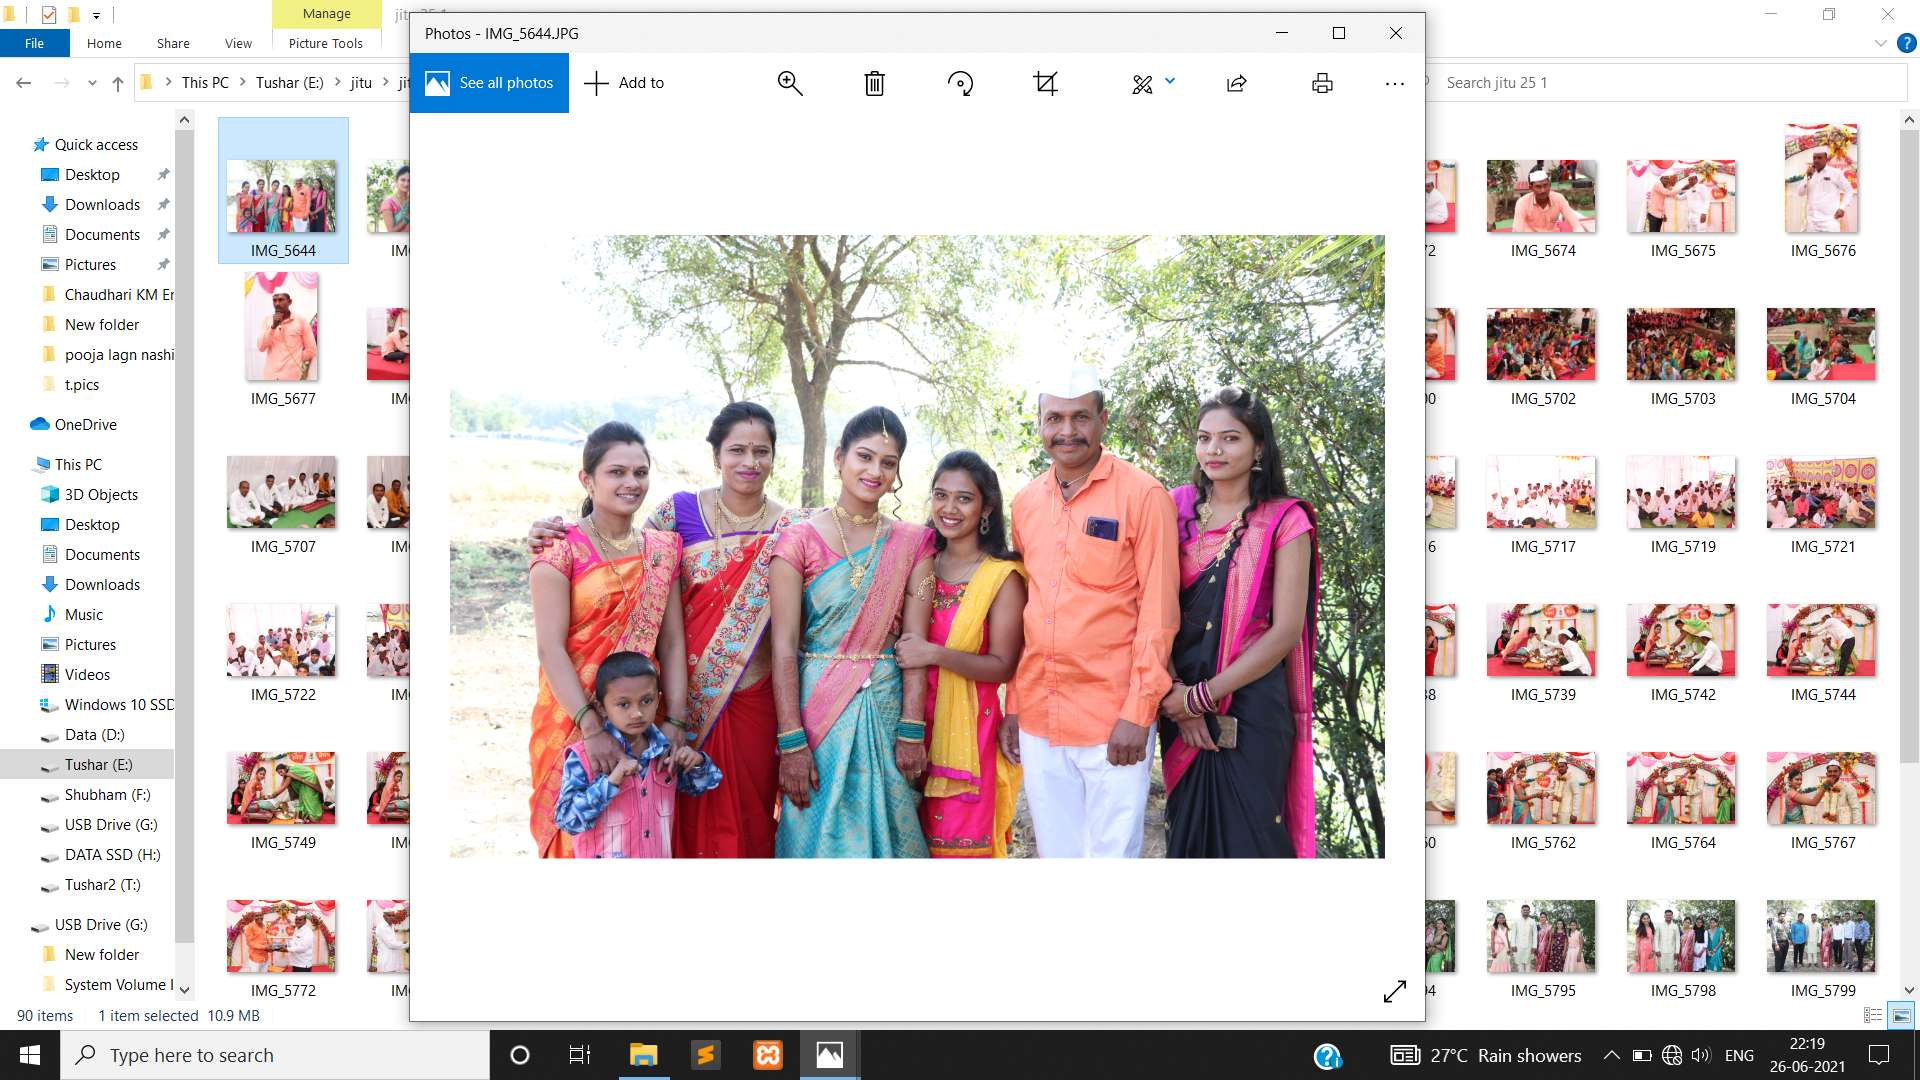 Manage
File
Home
Share
View
Picture Tools
This PC
Tushar (E:)
jitu
Search jitu 25 1
Photos - IMG_5644.JPG
See all photos
Add to
Quick access
Desktop
Downloads
Documents
Pictures
Chaudhari KM Er
New folder
pooja lagn nashi
t.pics
OneDrive
This PC
3D Objects
Desktop
Documents
Downloads
Music
Pictures
Videos
Windows 10 SSD
Data (D:)
Tushar (E:)
Shubham (F:)
USB Drive (G:)
DATA SSD (H:)
Tushar2 (T:)
USB Drive (G:)
New folder
System Volume I
IMG_5644
IMG_5674
IMG_5675
IMG_5676
IMG_5677
IMG_5702
IMG_5703
IMG_5704
IMG_5707
IMG_5717
IMG_5719
IMG_5721
IMG_5722
IMG_5739
IMG_5742
IMG_5744
IMG_5749
IMG_5762
IMG_5764
IMG_5767
IMG_5772
IMG_5795
IMG_5798
IMG_5799
90 items 1 item selected 10.9 MB
Type here to search
27°C Rain showers
ENG
22:19
26-06-2021